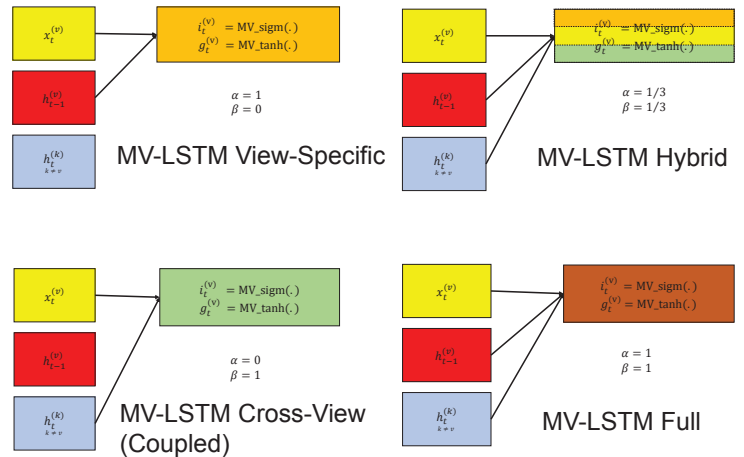 x_t^(v)
i_t^(v) = MV_sigm(.)
g_t^(v) = MV_tanh(.)
h_{t-1}^(v)
α = 1
β = 0
h_t^(k)
k ≠ v
MV-LSTM View-Specific
x_t^(v)
i_t^(v) = MV_sigm(.)
g_t^(v) = MV_tanh(.)
h_{t-1}^(v)
α = 1/3
β = 1/3
h_t^(k)
k ≠ v
MV-LSTM Hybrid
x_t^(v)
i_t^(v) = MV_sigm(.)
g_t^(v) = MV_tanh(.)
h_{t-1}^(v)
α = 0
β = 1
h_t^(k)
k ≠ v
MV-LSTM Cross-View
(Coupled)
x_t^(v)
i_t^(v) = MV_sigm(.)
g_t^(v) = MV_tanh(.)
h_{t-1}^(v)
α = 1
β = 1
h_t^(k)
k ≠ v
MV-LSTM Full